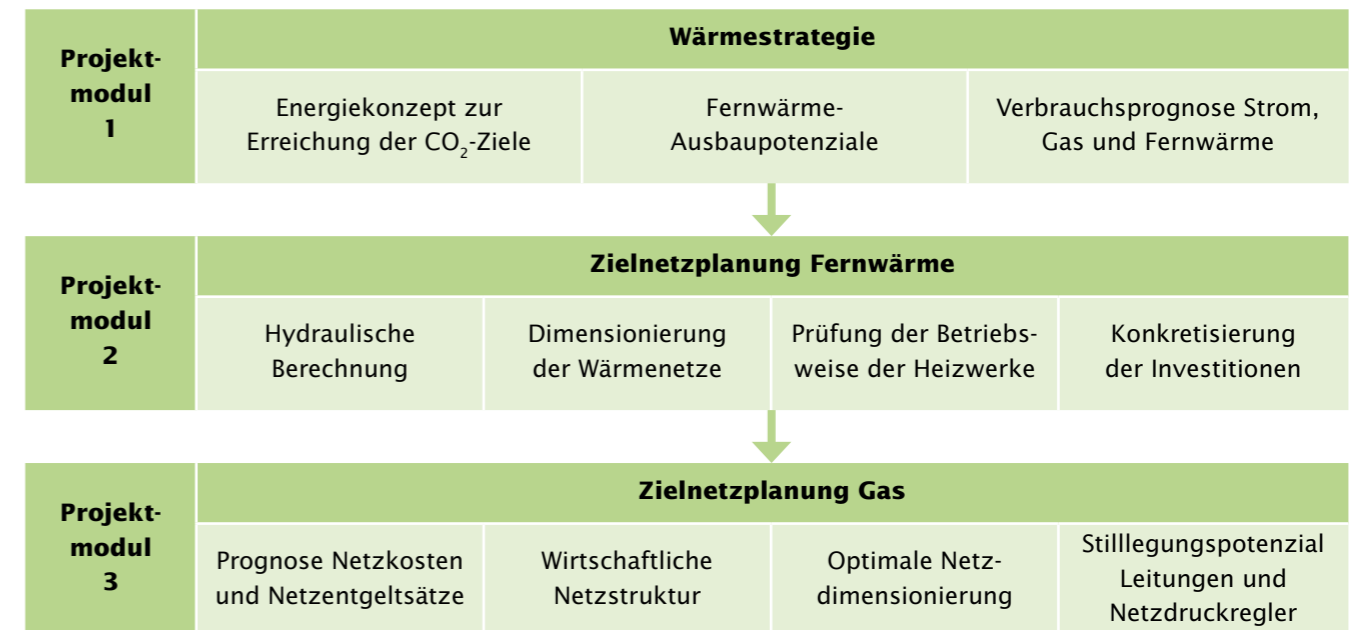 Projekt-
modul
1
Wärmestrategie
Energiekonzept zur
Erreichung der CO₂-Ziele
Fernwärme-
Ausbaupotenziale
Verbrauchsprognose Strom,
Gas und Fernwärme
Projekt-
modul
2
Zielnetzplanung Fernwärme
Hydraulische
Berechnung
Dimensionierung
der Wärmenetze
Prüfung der Betriebs-
weise der Heizwerke
Konkretisierung
der Investitionen
Projekt-
modul
3
Zielnetzplanung Gas
Prognose Netzkosten
und Netzentgeltsätze
Wirtschaftliche
Netzstruktur
Optimale Netz-
dimensionierung
Stilllegungspotenzial
Leitungen und
Netzdruckregler